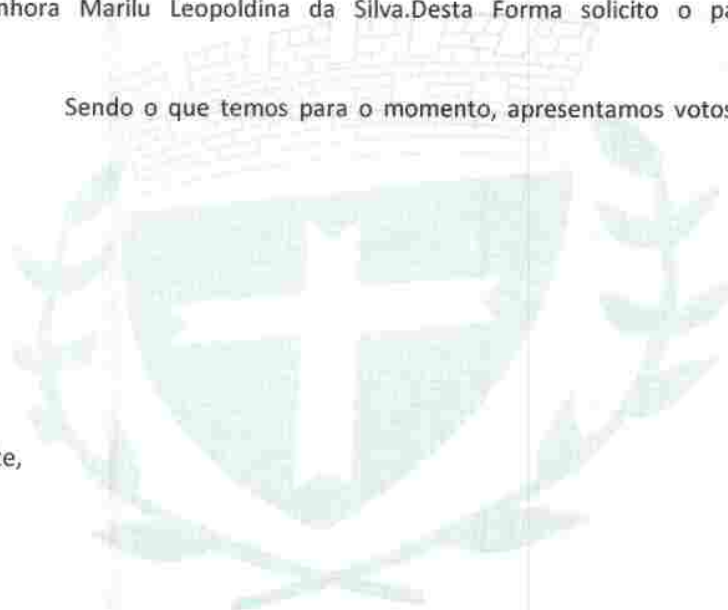 nhora Marilu Leopoldina da Silva.Desta Forma solicito o pa
Sendo o que temos para o momento, apresentamos votos
te,